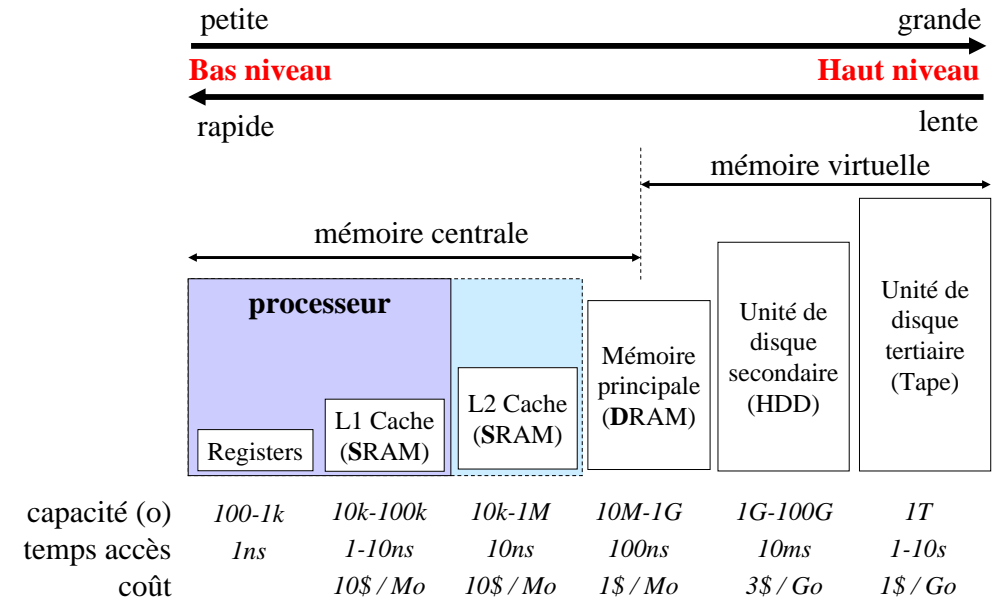 petite grande
Bas niveau Haut niveau
rapide lente
mémoire virtuelle
mémoire centrale
processeur
Registers
L1 Cache
(SRAM)
L2 Cache
(SRAM)
Mémoire
principale
(DRAM)
Unité de
disque
secondaire
(HDD)
Unité de
disque
tertiaire
(Tape)
capacité (o) 100-1k 10k-100k 10k-1M 10M-1G 1G-100G 1T
temps accès 1ns 1-10ns 10ns 100ns 10ms 1-10s
coût 10$ / Mo 10$ / Mo 1$ / Mo 3$ / Go 1$ / Go